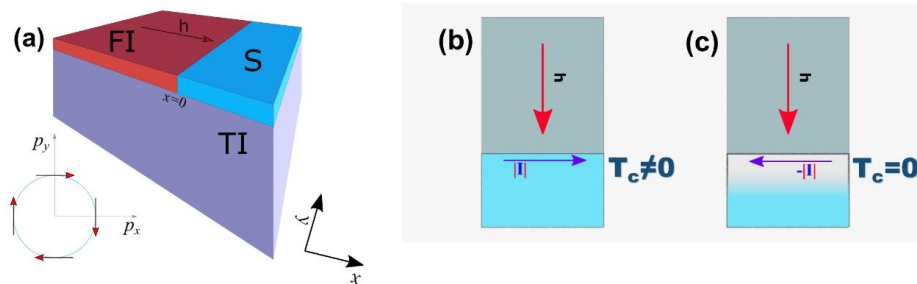 (a)
FI
h
S
x=0
TI
p_y
p_x
y
x
(b)
h
|I|
T_c≠0
(c)
h
-|I|
T_c=0